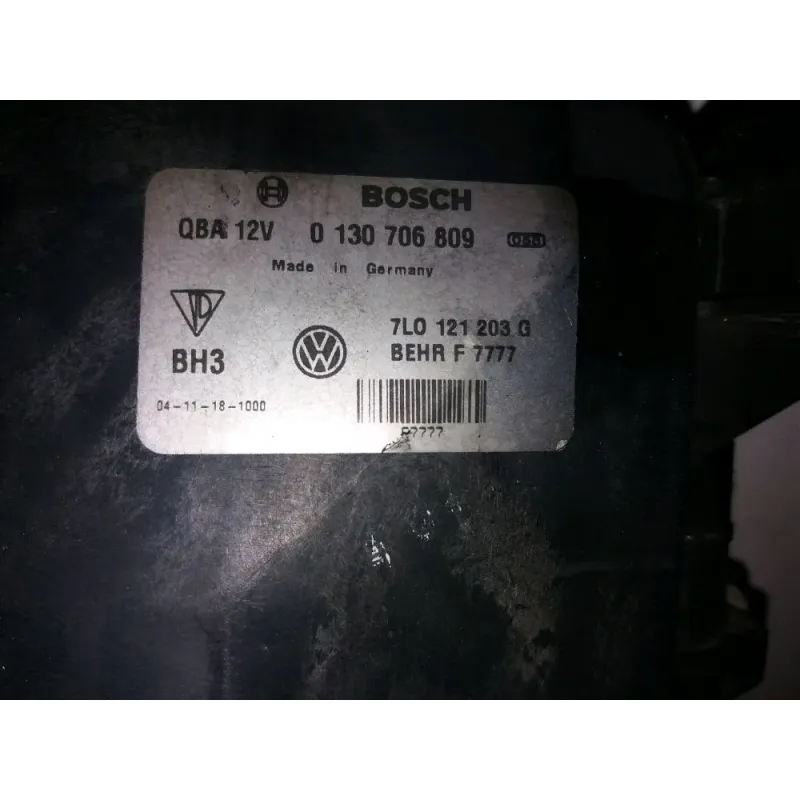 BOSCH
QBA 12V 0 130 706 809
Made in Germany
7L0 121 203 G
BH3 BEHR F 7777
04-11-18-1000
F7777